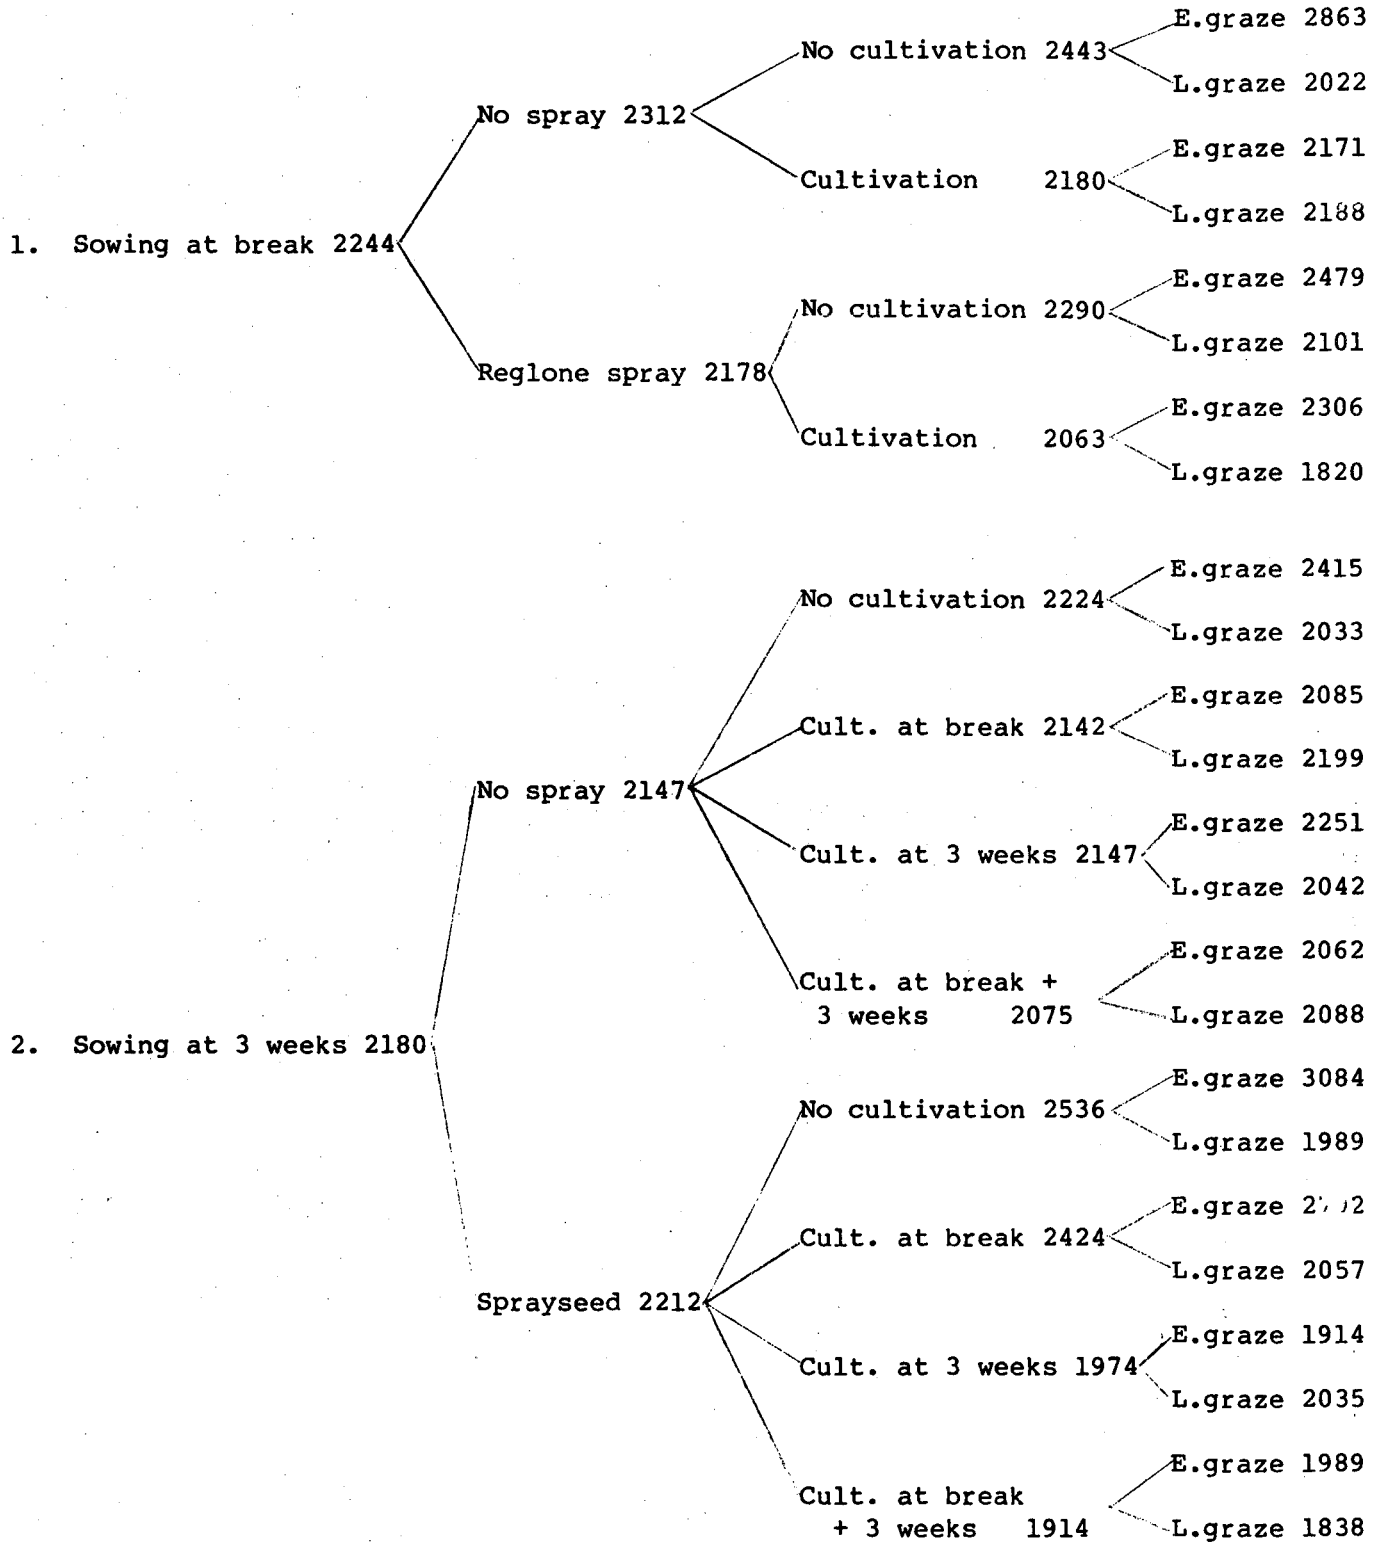 E.graze 2863
No cultivation 2443
L.graze 2022
No spray 2312
E.graze 2171
Cultivation 2180
L.graze 2188
1. Sowing at break 2244
E.graze 2479
No cultivation 2290
L.graze 2101
Reglone spray 2178
E.graze 2306
Cultivation 2063
L.graze 1820
E.graze 2415
No cultivation 2224
L.graze 2033
E.graze 2085
Cult. at break 2142
L.graze 2199
No spray 2147
E.graze 2251
Cult. at 3 weeks 2147
L.graze 2042
E.graze 2062
Cult. at break +
3 weeks 2075
L.graze 2088
2. Sowing at 3 weeks 2180
E.graze 3084
No cultivation 2536
L.graze 1989
E.graze
Cult. at break 2424
L.graze 2057
Sprayseed 2212
E.graze 1914
Cult. at 3 weeks 1974
L.graze 2035
E.graze 1989
Cult. at break
+ 3 weeks 1914
L.graze 1838